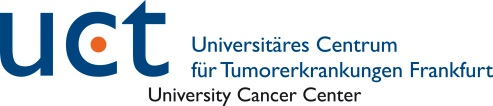 uct
Universitäres Centrum
für Tumorerkrankungen Frankfurt
University Cancer Center